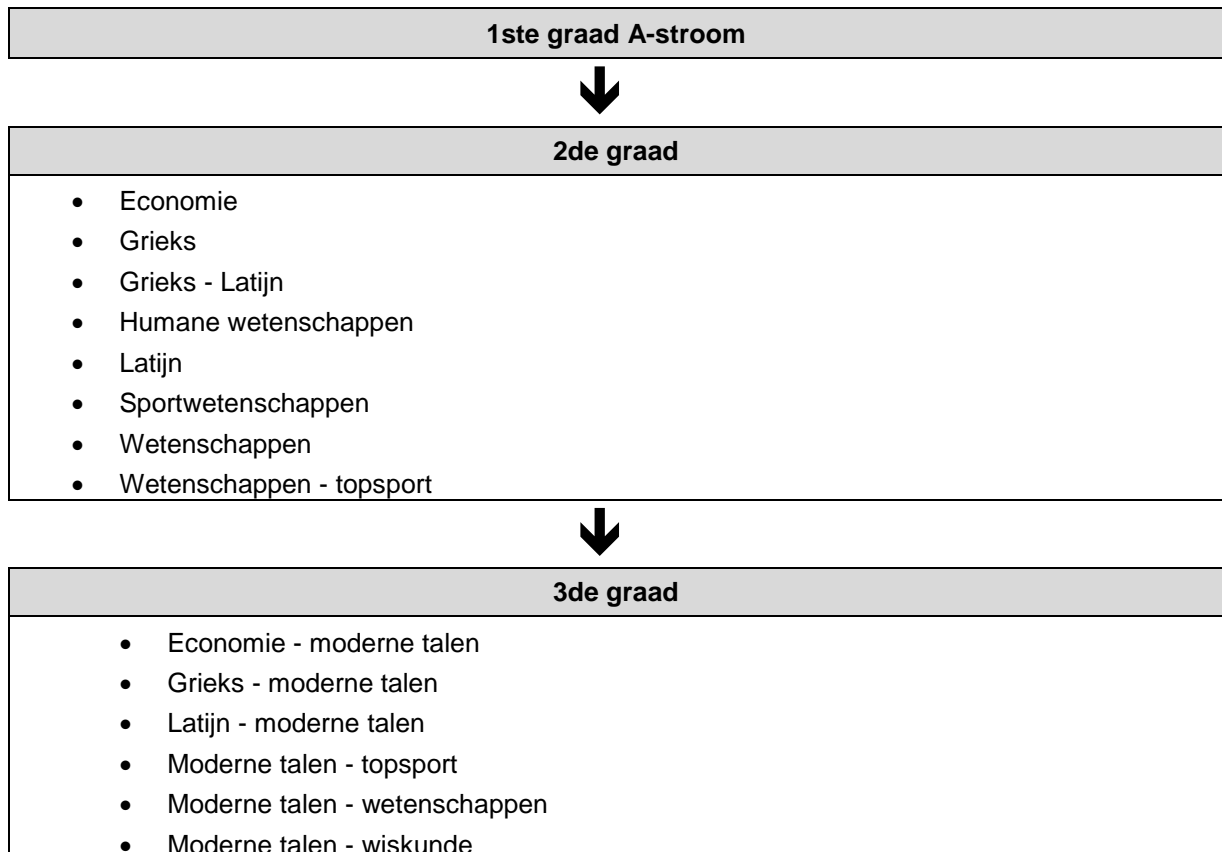 1ste graad A-stroom
2de graad
• Economie
• Grieks
• Grieks - Latijn
• Humane wetenschappen
• Latijn
• Sportwetenschappen
• Wetenschappen
• Wetenschappen - topsport
3de graad
• Economie - moderne talen
• Grieks - moderne talen
• Latijn - moderne talen
• Moderne talen - topsport
• Moderne talen - wetenschappen
• Moderne talen - wiskunde